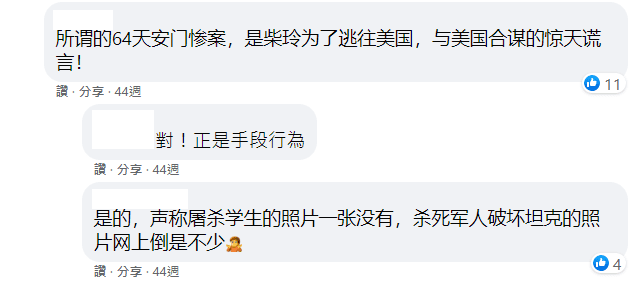 所谓的64天安门惨案，是柴玲为了逃往美国，与美国合谋的惊天谎
言！
讚 · 分享 · 44週
11
對！正是手段行為
讚 · 分享 · 44週
是的，声称屠杀学生的照片一张没有，杀死军人破坏坦克的照
片网上倒是不少🙇
4
讚 · 分享 · 44週